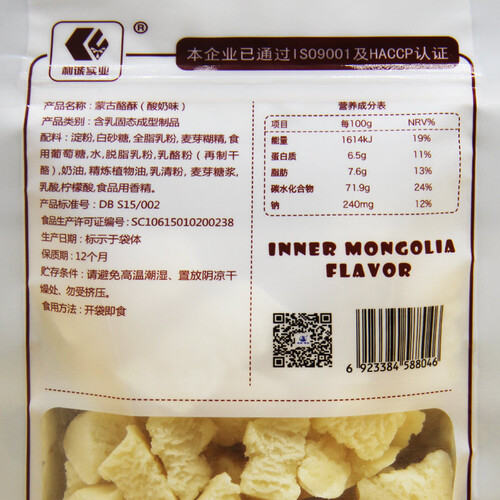 ®
利诚实业
本企业已通过ISO9001及HACCP认证
产品名称：蒙古酪酥（酸奶味）
产品类别：含乳固态成型制品
配料：淀粉,白砂糖,全脂乳粉,麦芽糊精,食
用葡萄糖,水,脱脂乳粉,乳酪粉（再制干
酪）,奶油,精炼植物油,乳清粉,麦芽糖浆,
乳酸,柠檬酸,食品用香精。
产品标准号：DB S15/002
食品生产许可证编号：SC10615010200238
生产日期：标示于袋体
保质期：12个月
贮存条件：请避免高温潮湿、置放阴凉干
燥处、勿受挤压。
食用方法：开袋即食
营养成分表
项目 每100g NRV%
能量 1614kJ 19%
蛋白质 6.5g 11%
脂肪 7.6g 13%
碳水化合物 71.9g 24%
钠 240mg 12%
INNER MONGOLIA
FLAVOR
6 923384 588046